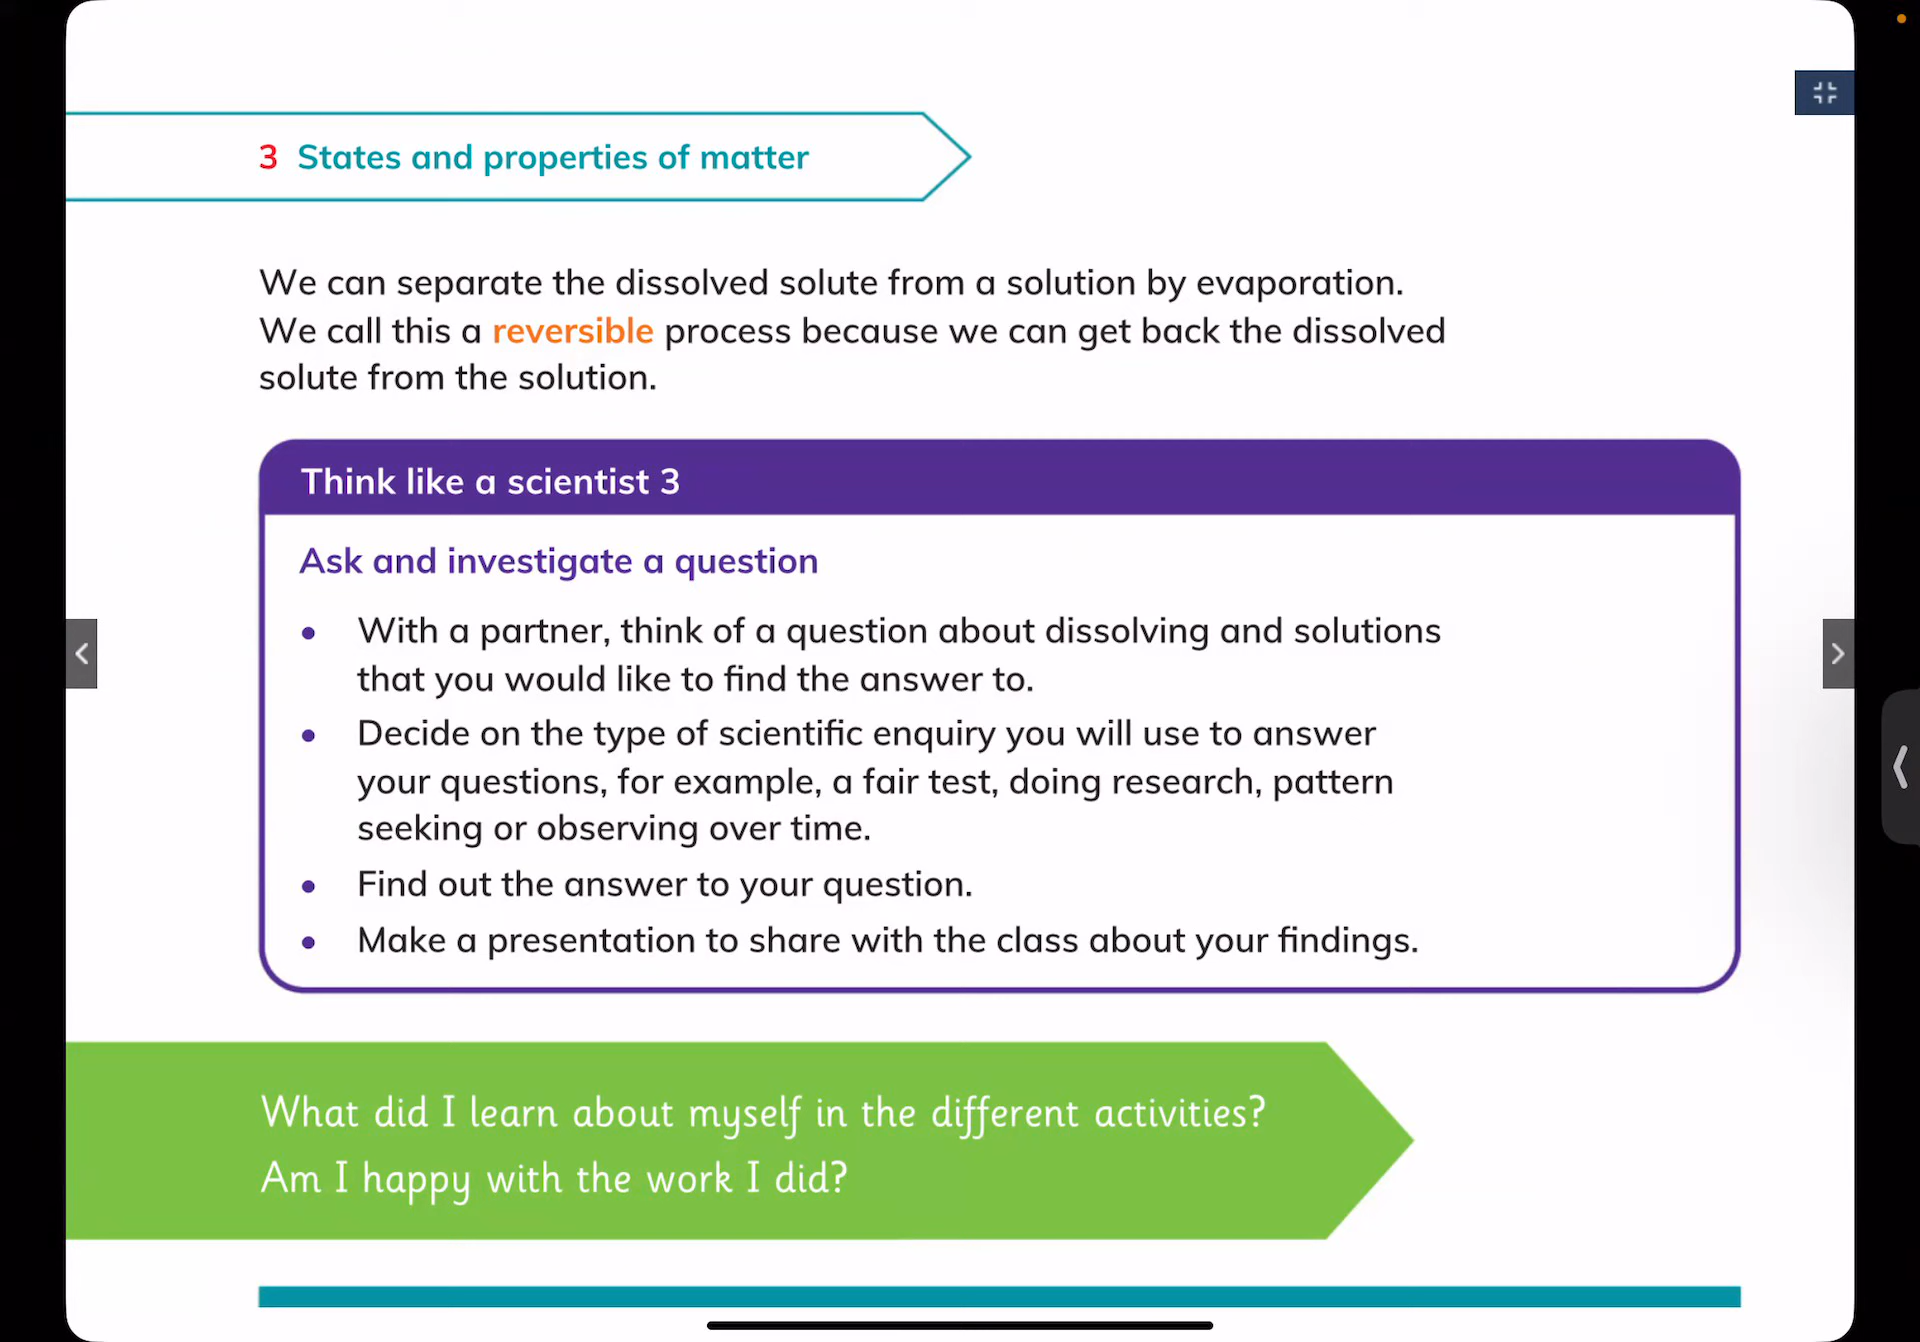 3 States and properties of matter
We can separate the dissolved solute from a solution by evaporation.
We call this a reversible process because we can get back the dissolved
solute from the solution.
Think like a scientist 3
Ask and investigate a question
• With a partner, think of a question about dissolving and solutions
that you would like to find the answer to.
• Decide on the type of scientific enquiry you will use to answer
your questions, for example, a fair test, doing research, pattern
seeking or observing over time.
• Find out the answer to your question.
• Make a presentation to share with the class about your findings.
What did I learn about myself in the different activities?
Am I happy with the work I did?